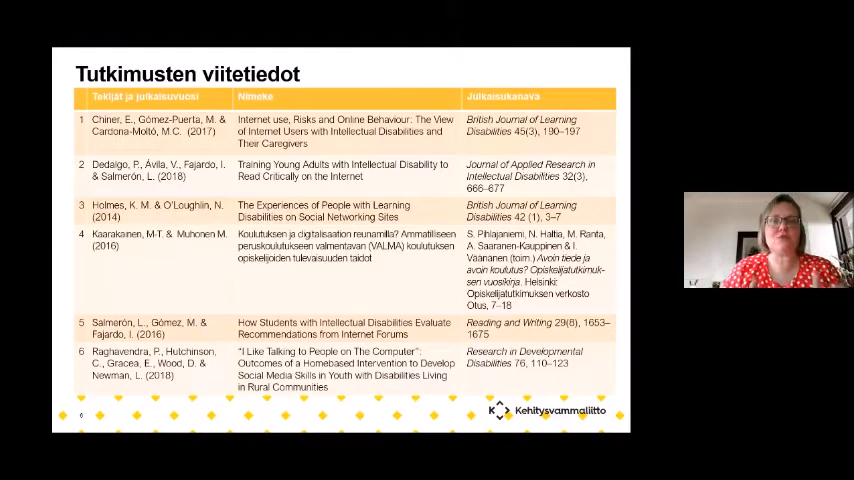 Tutkimusten viitetiedot
Tekijät ja julkaisuvuosi Nimeke Julkaisukanava
1 Chiner, E., Gómez-Puerta, M. & Cardona-Moltó, M.C. (2017)
Internet use, Risks and Online Behaviour: The View
of Internet Users with Intellectual Disabilities and
Their Caregivers
British Journal of Learning
Disabilities 45(3), 190–197
2 Dedalgo, P., Ávila, V., Fajardo, I.
& Salmerón, L. (2018)
Training Young Adults with Intellectual Disability to
Read Critically on the Internet
Journal of Applied Research in
Intellectual Disabilities 32(3),
666–677
3 Holmes, K. M. & O'Loughlin, N.
(2014)
The Experiences of People with Learning
Disabilities on Social Networking Sites
British Journal of Learning
Disabilities 42 (1), 3–7
4 Kaarakainen, M-T. & Muhonen M.
(2016)
Koulutuksen ja digitalisaation reunamilla? Ammatilliseen
peruskoulutukseen valmentavan (VALMA) koulutuksen
opiskelijoiden tulevaisuuden taidot
S. Pihlajaniemi, N. Haltia, M. Ranta,
A. Saaranen-Kauppinen & I.
Väänänen (toim.) Avoin tiede ja
avoin koulutus? Opiskelijatutkimuk-
sen vuosikirja. Helsinki:
Opiskelijatutkimuksen verkosto
Otus, 7–18
5 Salmerón, L., Gómez, M. &
Fajardo, I. (2016)
How Students with Intellectual Disabilities Evaluate
Recommendations from Internet Forums
Reading and Writing 29(8), 1653–
1675
6 Raghavendra, P., Hutchinson,
C., Gracea, E., Wood, D. &
Newman, L. (2018)
"I Like Talking to People on The Computer":
Outcomes of a Homebased Intervention to Develop
Social Media Skills in Youth with Disabilities Living
in Rural Communities
Research in Developmental
Disabilities 76, 110–123
6
Kehitysvammaliitto